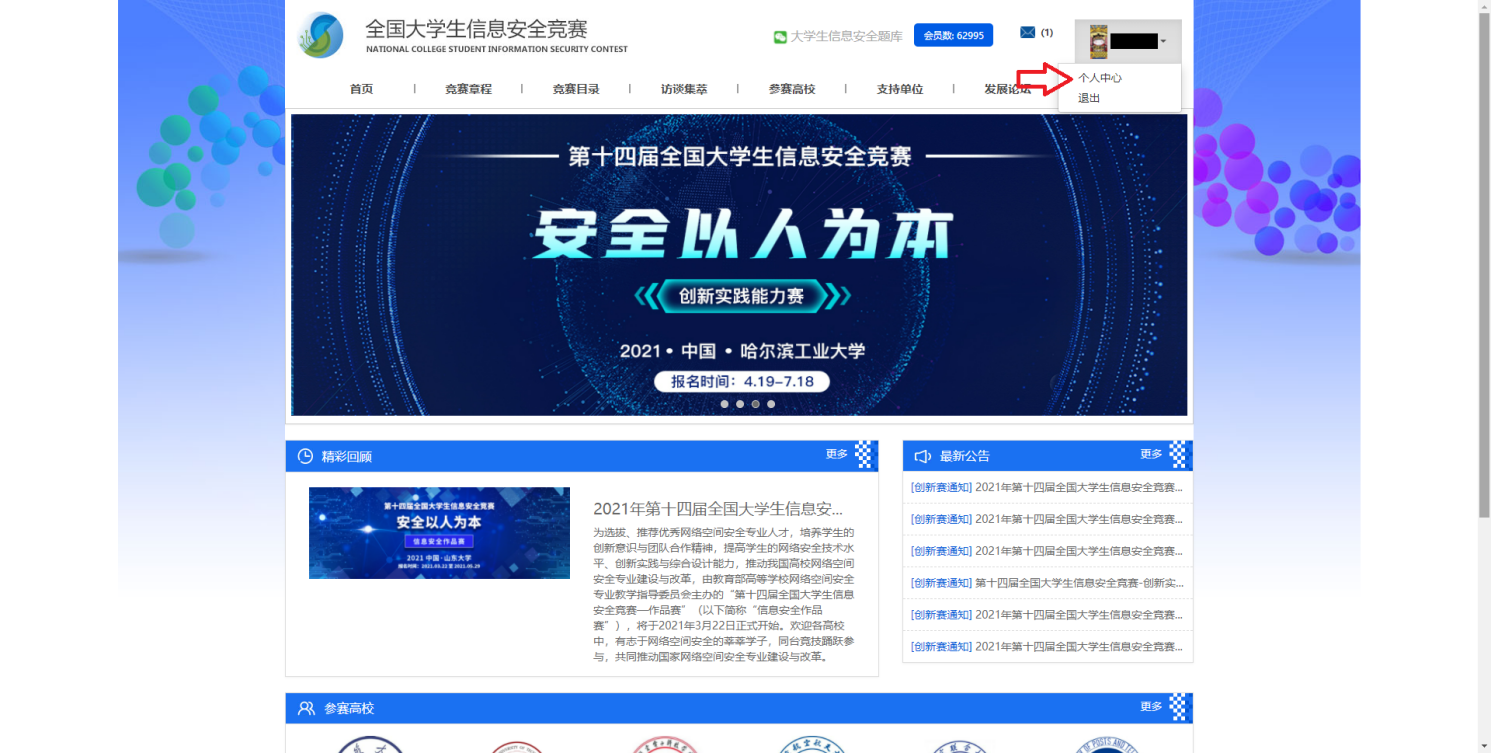 全国大学生信息安全竞赛
NATIONAL COLLEGE STUDENT INFORMATION SECURITY CONTEST
大学生信息安全题库
会员数: 62995
(1)
个人中心
退出
首页 | 竞赛章程 | 竞赛目录 | 访谈集萃 | 参赛高校 | 支持单位 | 发展论坛
第十四届全国大学生信息安全竞赛
安全以人为本
创新实践能力赛
2021 • 中国 • 哈尔滨工业大学
报名时间：4.19-7.18
精彩回顾
更多
第十四届全国大学生信息安全竞赛
安全以人为本
信息安全作品赛
2021 中国·山东大学
2021年第十四届全国大学生信息安...
为选拔、推荐优秀网络空间安全专业人才，培养学生的
创新意识与团队合作精神，提高学生的网络安全技术水
平、创新实践与综合设计能力，推动我国高校网络空间
安全专业建设与改革，由教育部高等学校网络空间安全
专业教学指导委员会主办的“第十四届全国大学生信息
安全竞赛—作品赛”（以下简称“信息安全作品
赛”），将于2021年3月22日正式开始。欢迎各高校
中，有志于网络空间安全的莘莘学子，同台竞技踊跃参
与，共同推动国家网络空间安全专业建设与改革。
最新公告
更多
[创新赛通知] 2021年第十四届全国大学生信息安全竞赛...
[创新赛通知] 2021年第十四届全国大学生信息安全竞赛...
[创新赛通知] 2021年第十四届全国大学生信息安全竞赛...
[创新赛通知] 第十四届全国大学生信息安全竞赛-创新实...
[创新赛通知] 2021年第十四届全国大学生信息安全竞赛...
[创新赛通知] 2021年第十四届全国大学生信息安全竞赛...
参赛高校
更多